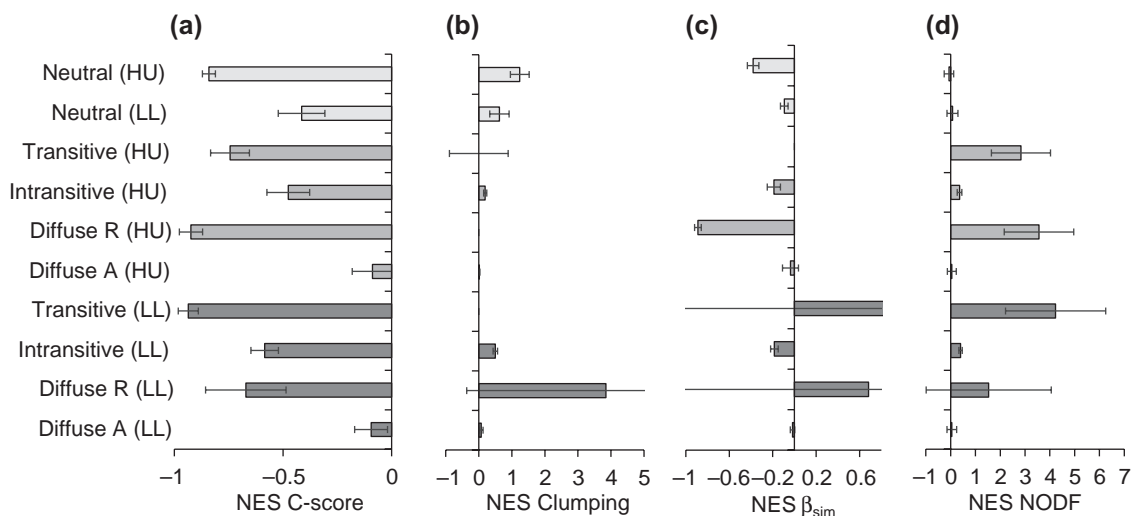 (a) (b) (c) (d)
Neutral (HU)
Neutral (LL)
Transitive (HU)
Intransitive (HU)
Diffuse R (HU)
Diffuse A (HU)
Transitive (LL)
Intransitive (LL)
Diffuse R (LL)
Diffuse A (LL)
−1 −0.5 0
NES C-score
−1 0 1 2 3 4 5
NES Clumping
−1 −0.6 −0.2 0.2 0.6
NES βsim
−1 0 1 2 3 4 5 6 7
NES NODF